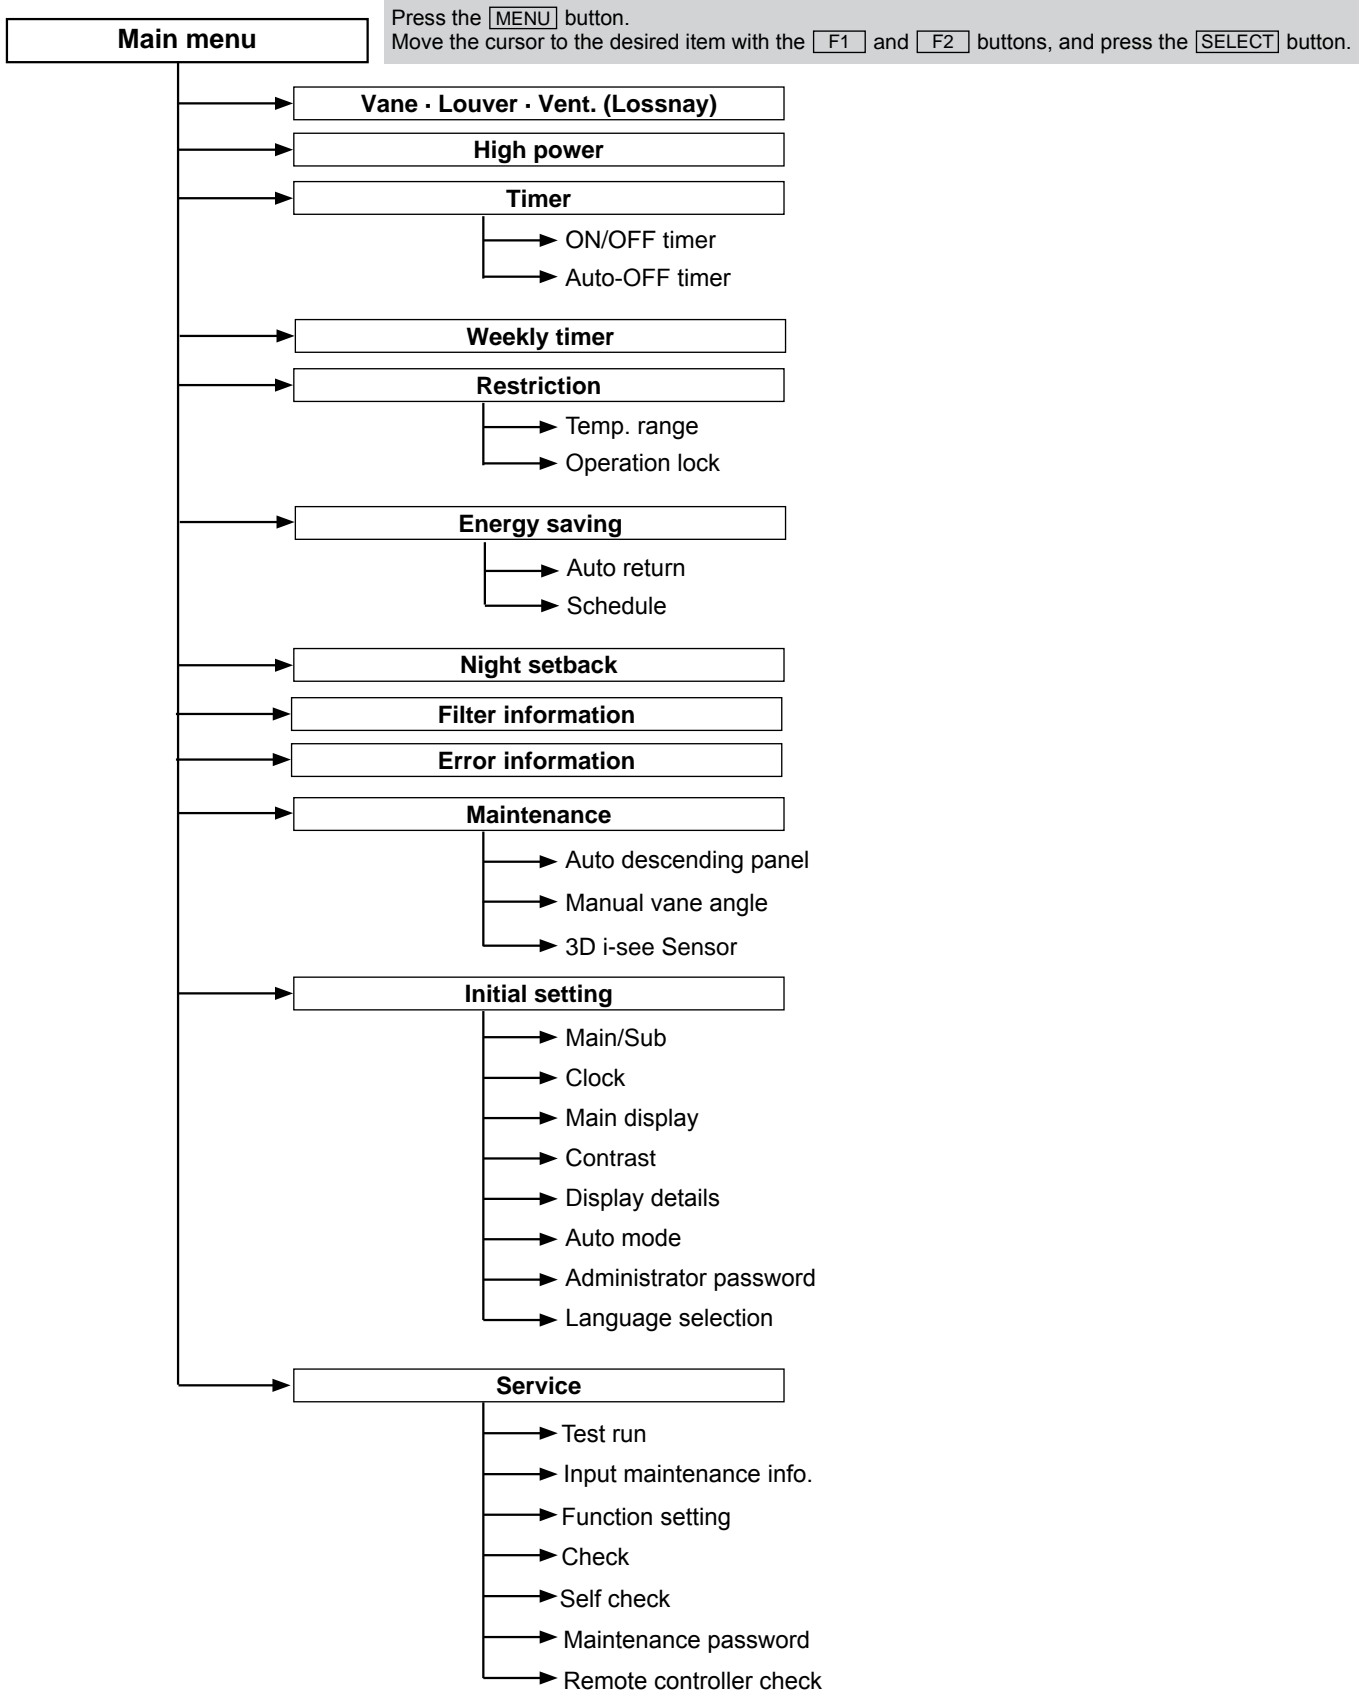 Main menu
Press the MENU button.
Move the cursor to the desired item with the F1 and F2 buttons, and press the SELECT button.
Vane · Louver · Vent. (Lossnay)
High power
Timer
ON/OFF timer
Auto-OFF timer
Weekly timer
Restriction
Temp. range
Operation lock
Energy saving
Auto return
Schedule
Night setback
Filter information
Error information
Maintenance
Auto descending panel
Manual vane angle
3D i-see Sensor
Initial setting
Main/Sub
Clock
Main display
Contrast
Display details
Auto mode
Administrator password
Language selection
Service
Test run
Input maintenance info.
Function setting
Check
Self check
Maintenance password
Remote controller check